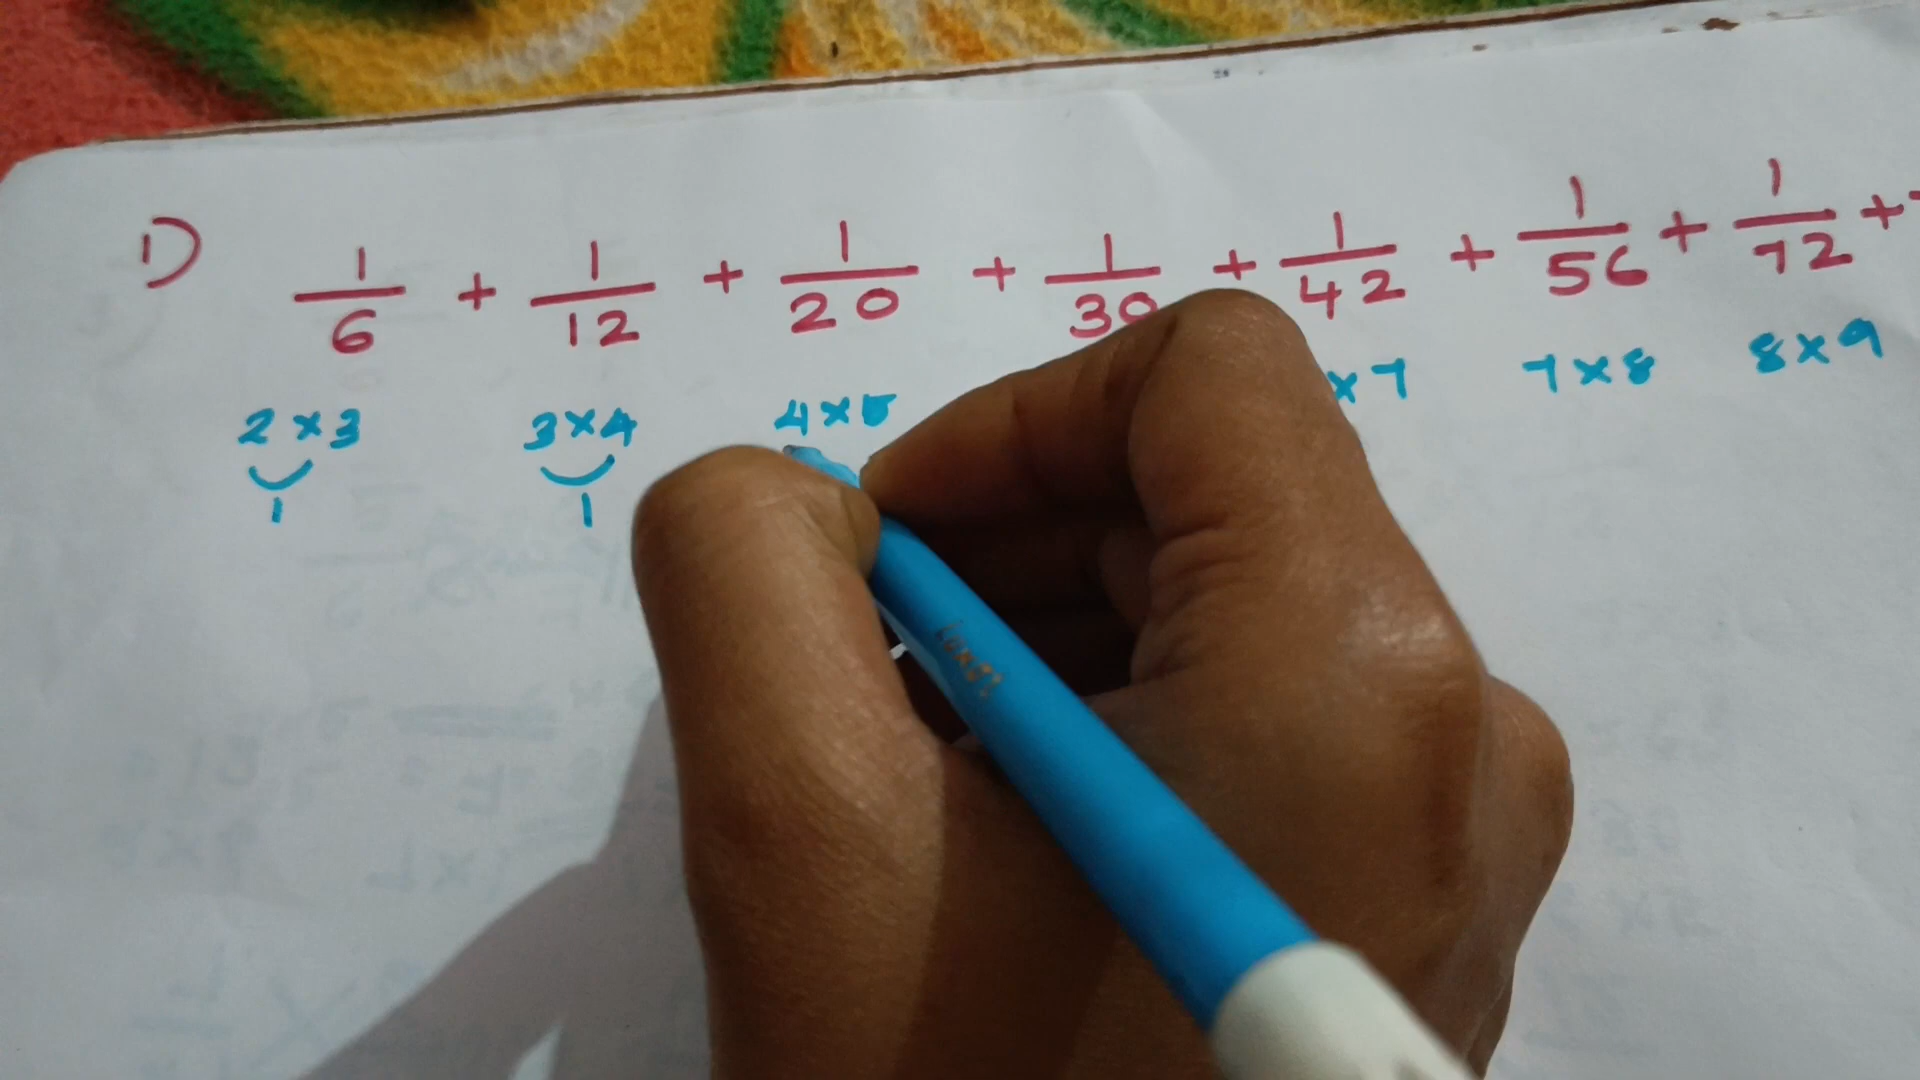 1) 1/6 + 1/12 + 1/20 + 1/30 + 1/42 + 1/56 + 1/72 +
2×3 3×4 4×5 ×7 7×8 8×9
1 1
Luxor